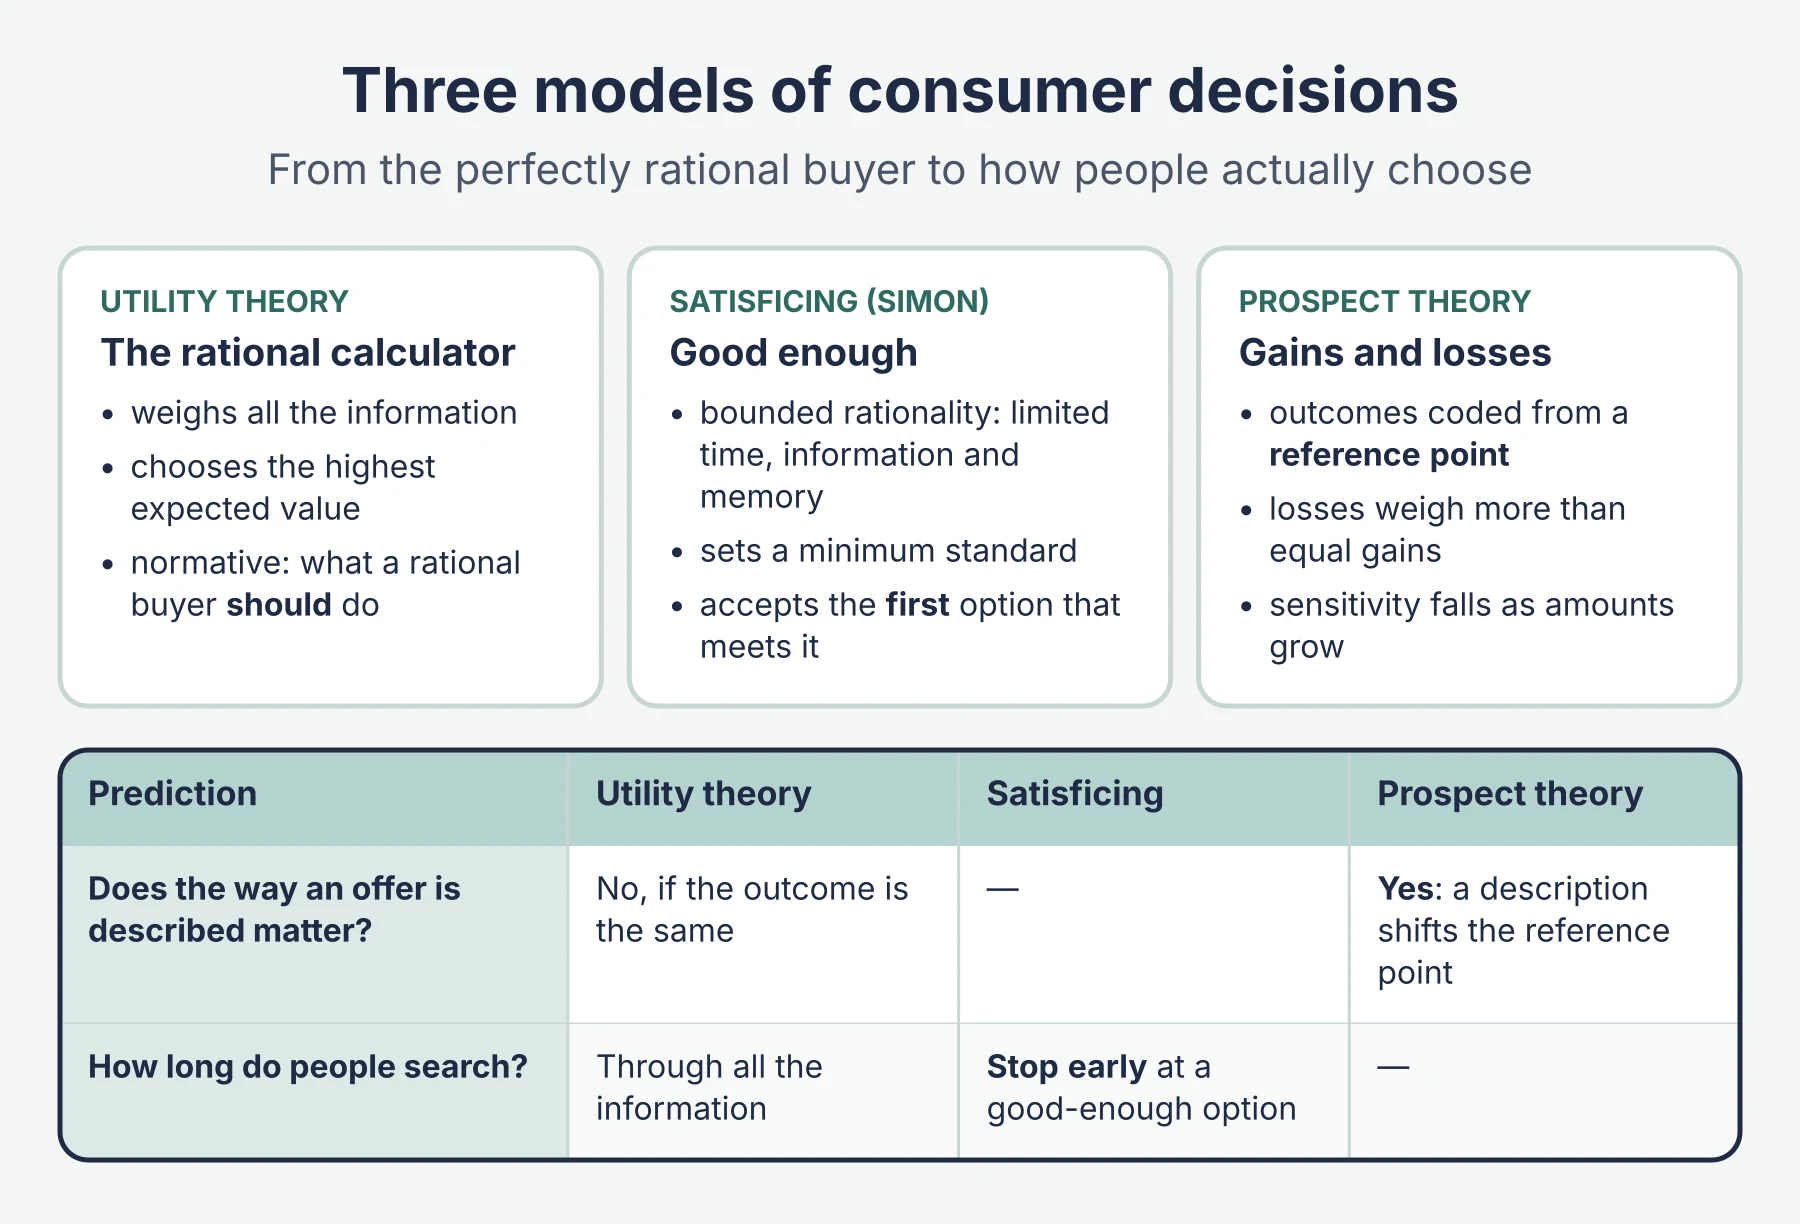 Three models of consumer decisions
From the perfectly rational buyer to how people actually choose
UTILITY THEORY
The rational calculator
• weighs all the information
• chooses the highest
expected value
• normative: what a rational
buyer should do
SATISFICING (SIMON)
Good enough
• bounded rationality: limited
time, information and
memory
• sets a minimum standard
• accepts the first option that
meets it
PROSPECT THEORY
Gains and losses
• outcomes coded from a
reference point
• losses weigh more than
equal gains
• sensitivity falls as amounts
grow
Prediction
Utility theory
Satisficing
Prospect theory
Does the way an offer is
described matter?
No, if the outcome is
the same
—
Yes: a description
shifts the reference
point
How long do people search?
Through all the
information
Stop early at a
good-enough option
—